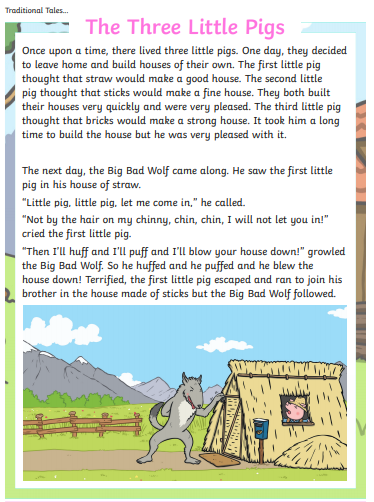 Traditional Tales...
The Three Little Pigs
Once upon a time, there lived three little pigs. One day, they decided
to leave home and build houses of their own. The first little pig
thought that straw would make a good house. The second little
pig thought that sticks would make a fine house. They both built
their houses very quickly and were very pleased. The third little pig
thought that bricks would make a strong house. It took him a long
time to build the house but he was very pleased with it.
The next day, the Big Bad Wolf came along. He saw the first little
pig in his house of straw.
“Little pig, little pig, let me come in,” he called.
“Not by the hair on my chinny, chin, chin, I will not let you in!”
cried the first little pig.
“Then I’ll huff and I’ll puff and I’ll blow your house down!” growled
the Big Bad Wolf. So he huffed and he puffed and he blew the
house down! Terrified, the first little pig escaped and ran to join his
brother in the house made of sticks but the Big Bad Wolf followed.